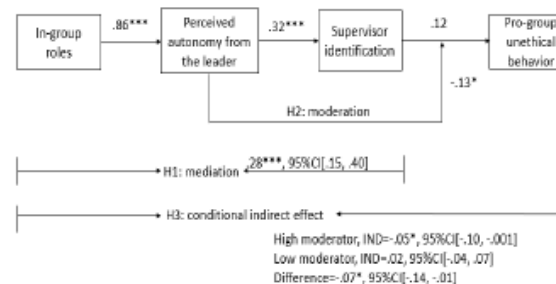 In-group
roles
.86***
Perceived
autonomy from
the leader
.32***
Supervisor
identification
.12
Pro-group
unethical
behavior
-.13*
H2: moderation
H1: mediation
.28***, 95%CI[.15, .40]
H3: conditional indirect effect
High moderator, IND=-.05*, 95%CI[-.10, -.001]
Low moderator, IND=.02, 95%CI[-.04, .07]
Difference=-.07*, 95%CI[-.14, -.01]